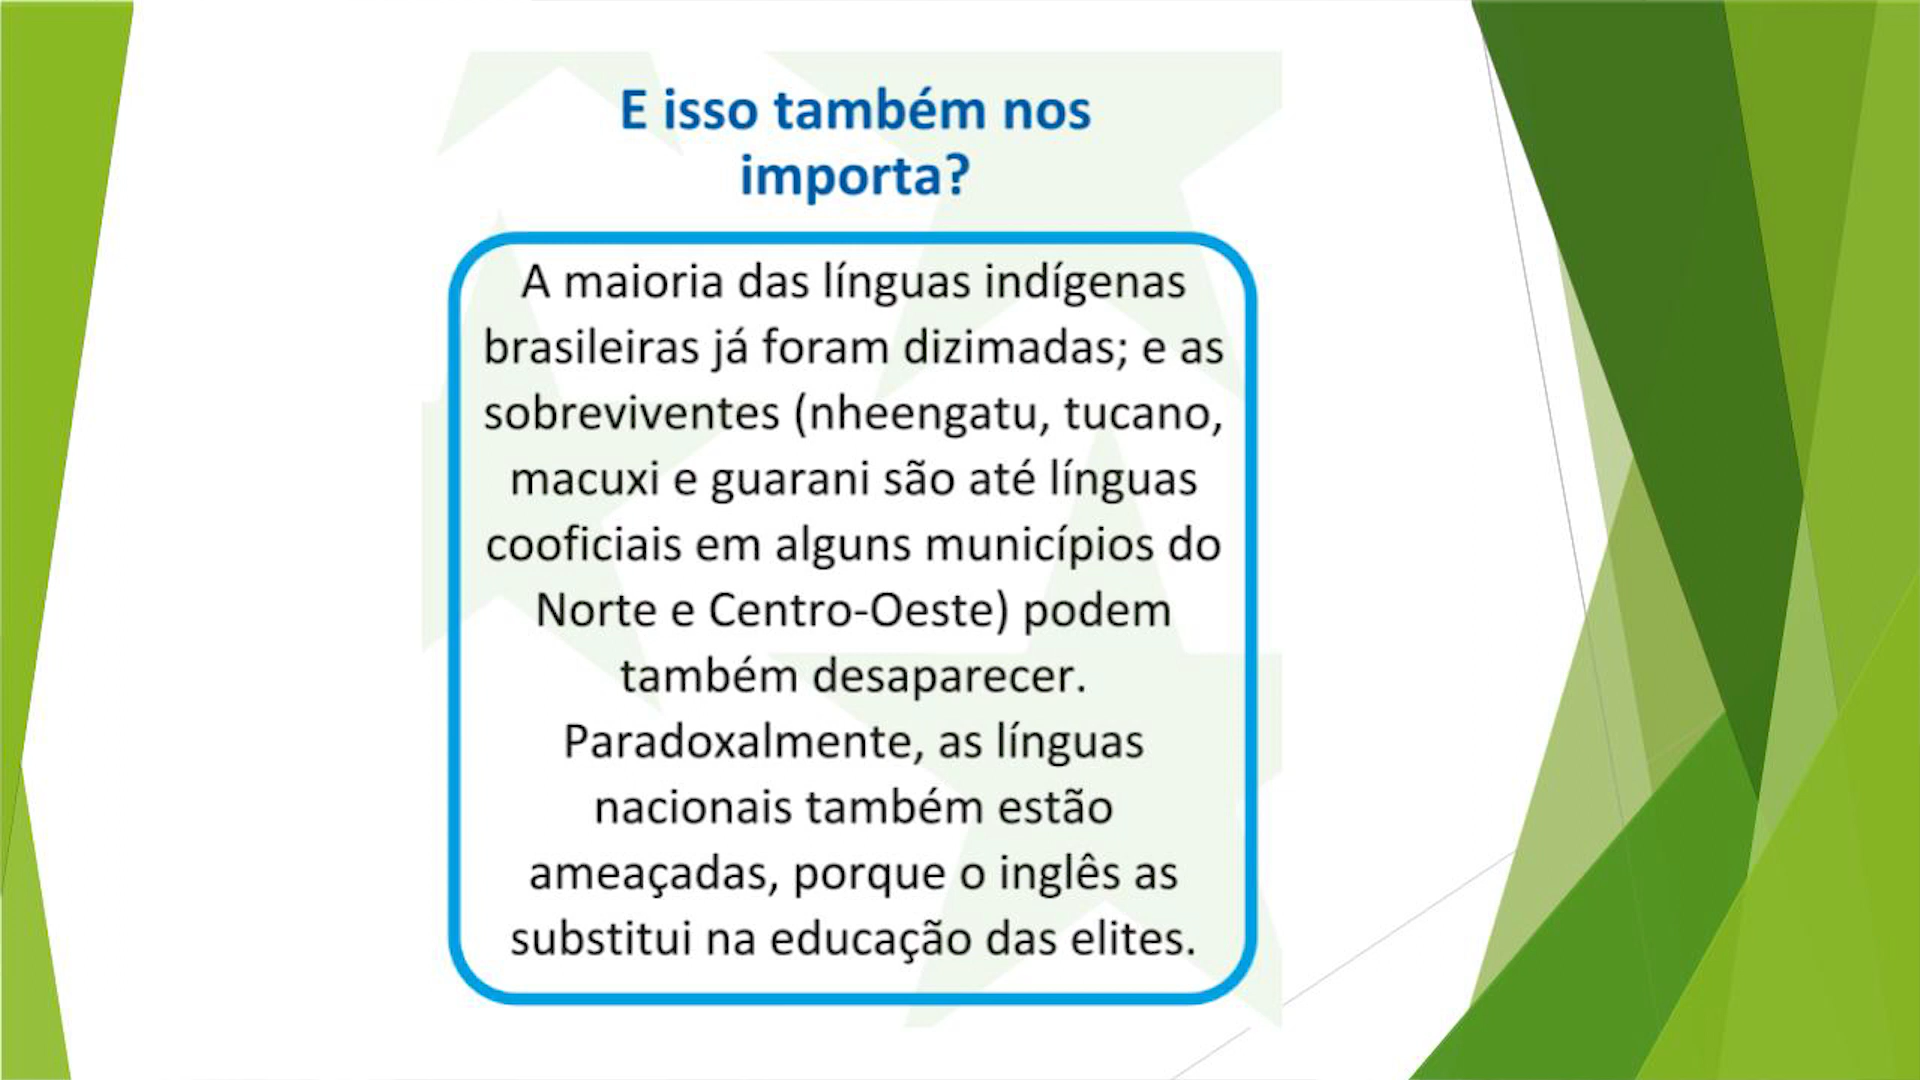 E isso também nos
importa?
A maioria das línguas indígenas
brasileiras já foram dizimadas; e as
sobreviventes (nheengatu, tucano,
macuxi e guarani são até línguas
cooficiais em alguns municípios do
Norte e Centro-Oeste) podem
também desaparecer.
Paradoxalmente, as línguas
nacionais também estão
ameaçadas, porque o inglês as
substitui na educação das elites.